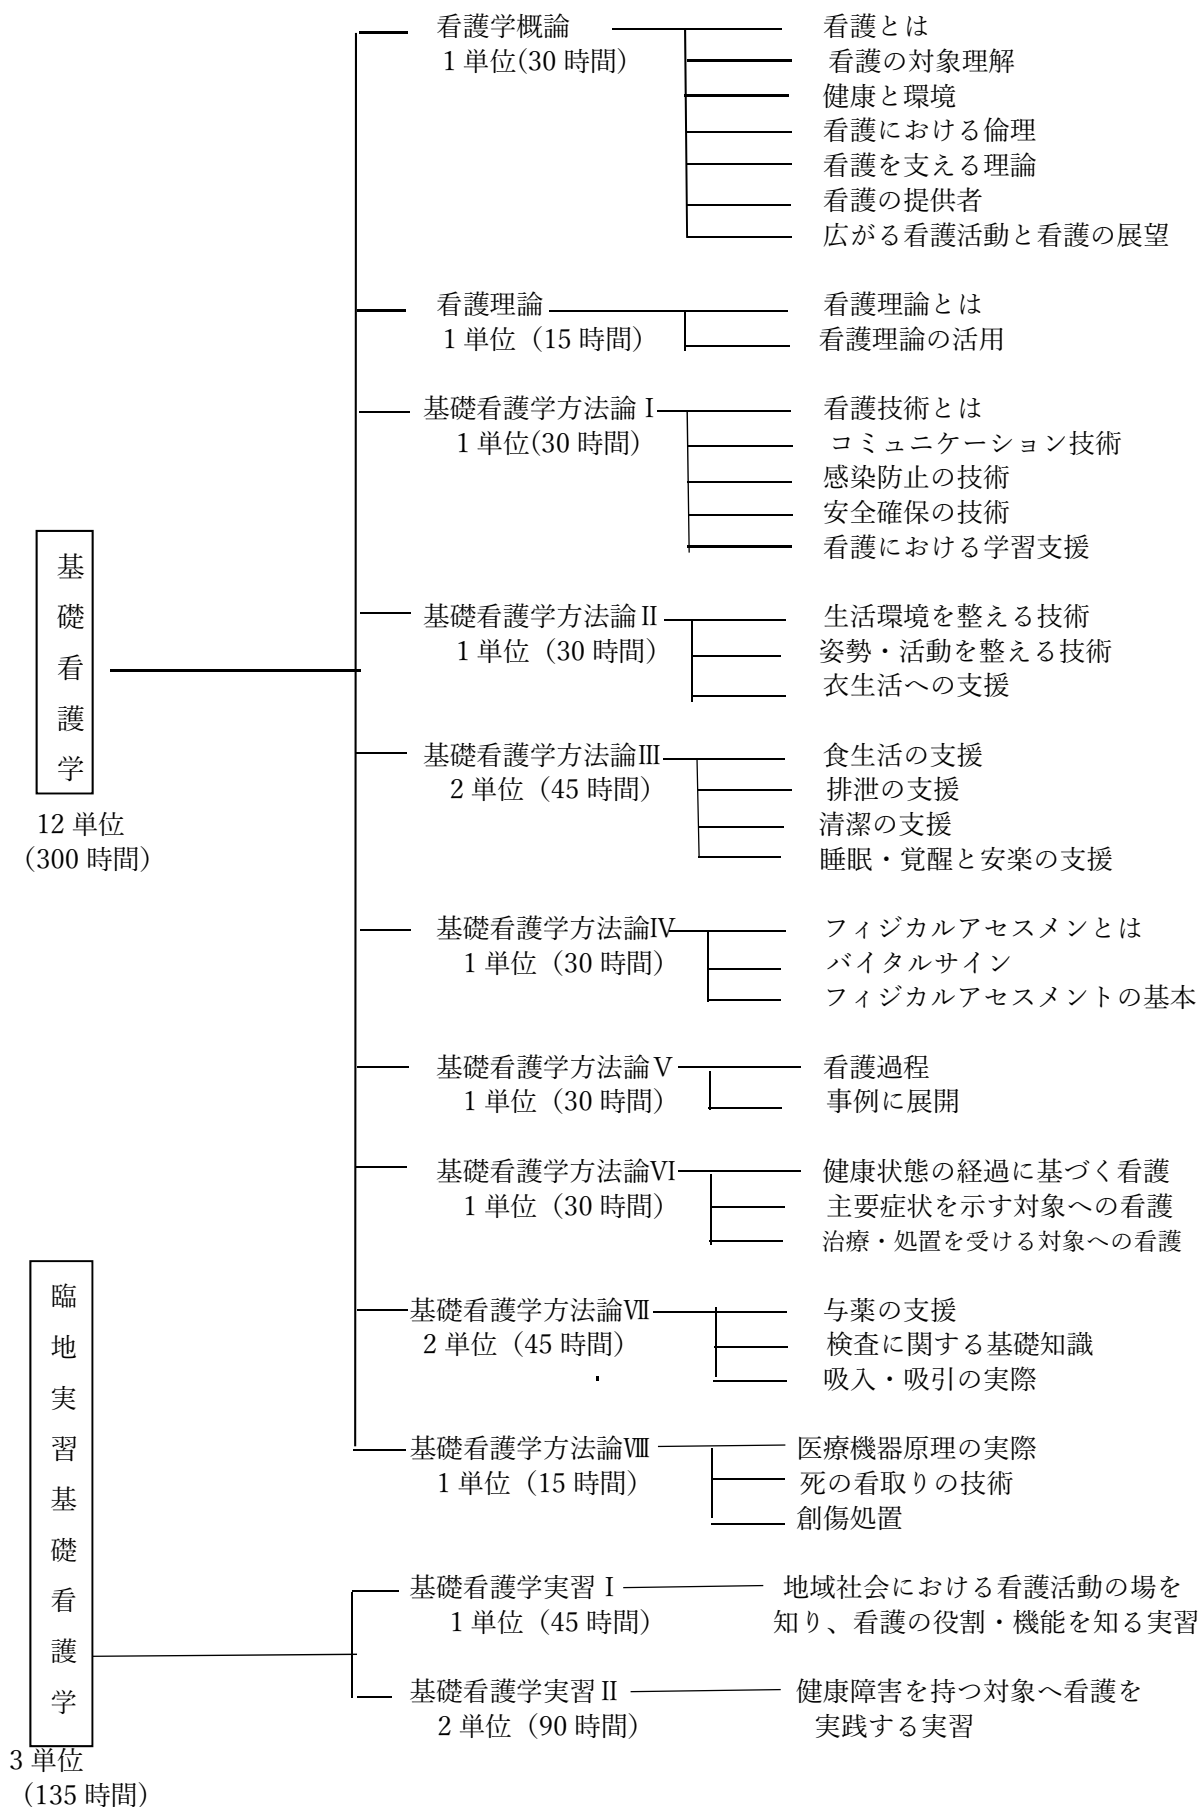 看護学概論
1 単位(30 時間)
看護とは
看護の対象理解
健康と環境
看護における倫理
看護を支える理論
看護の提供者
広がる看護活動と看護の展望
看護理論
1 単位（15 時間）
看護理論とは
看護理論の活用
基礎看護学方法論Ⅰ
1 単位(30 時間)
看護技術とは
コミュニケーション技術
感染防止の技術
安全確保の技術
看護における学習支援
基礎看護学
12 単位
（300 時間）
基礎看護学方法論Ⅱ
1 単位（30 時間）
生活環境を整える技術
姿勢・活動を整える技術
衣生活への支援
基礎看護学方法論Ⅲ
2 単位（45 時間）
食生活の支援
排泄の支援
清潔の支援
睡眠・覚醒と安楽の支援
基礎看護学方法論Ⅳ
1 単位（30 時間）
フィジカルアセスメンとは
バイタルサイン
フィジカルアセスメントの基本
基礎看護学方法論Ⅴ
1 単位（30 時間）
看護過程
事例に展開
基礎看護学方法論Ⅵ
1 単位（30 時間）
健康状態の経過に基づく看護
主要症状を示す対象への看護
治療・処置を受ける対象への看護
基礎看護学方法論Ⅶ
2 単位（45 時間）
与薬の支援
検査に関する基礎知識
吸入・吸引の実際
基礎看護学方法論Ⅷ
1 単位（15 時間）
医療機器原理の実際
死の看取りの技術
創傷処置
臨地実習基礎看護学
3 単位
（135 時間）
基礎看護学実習Ⅰ
1 単位（45 時間）
地域社会における看護活動の場を
知り、看護の役割・機能を知る実習
基礎看護学実習Ⅱ
2 単位（90 時間）
健康障害を持つ対象へ看護を
実践する実習